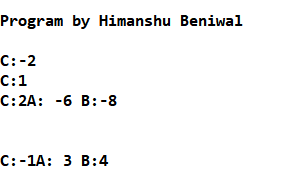 Program by Himanshu Beniwal
C:-2
C:1
C:2A: -6 B:-8
C:-1A: 3 B:4